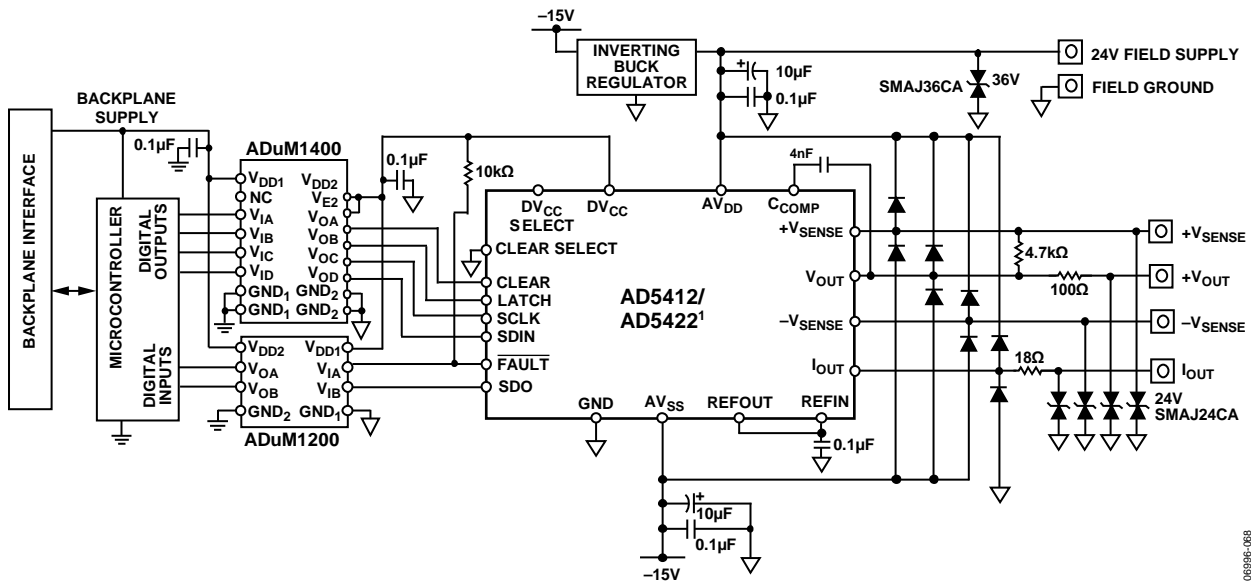 –15V
INVERTING
BUCK
REGULATOR
+
10µF
0.1µF
SMAJ36CA
36V
24V FIELD SUPPLY
FIELD GROUND
BACKPLANE
SUPPLY
0.1µF
BACKPLANE INTERFACE
MICROCONTROLLER
DIGITAL
OUTPUTS
DIGITAL
INPUTS
ADuM1400
VDD1
NC
VIA
VIB
VIC
VID
GND1
GND1
VDD2
VE2
VOA
VOB
VOC
VOD
GND2
GND2
VDD2
VOA
VOB
GND2
VDD1
VIA
VIB
GND1
ADuM1200
0.1µF
10kΩ
4nF
DVCC
SELECT
DVCC
AVDD
CCOMP
CLEAR SELECT
CLEAR
LATCH
SCLK
SDIN
FAULT
SDO
AD5412/
AD5422¹
+VSENSE
VOUT
–VSENSE
IOUT
GND
AVSS
REFOUT
REFIN
0.1µF
4.7kΩ
100Ω
18Ω
+VSENSE
+VOUT
–VSENSE
IOUT
24V
SMAJ24CA
+
10µF
0.1µF
–15V
06996-068